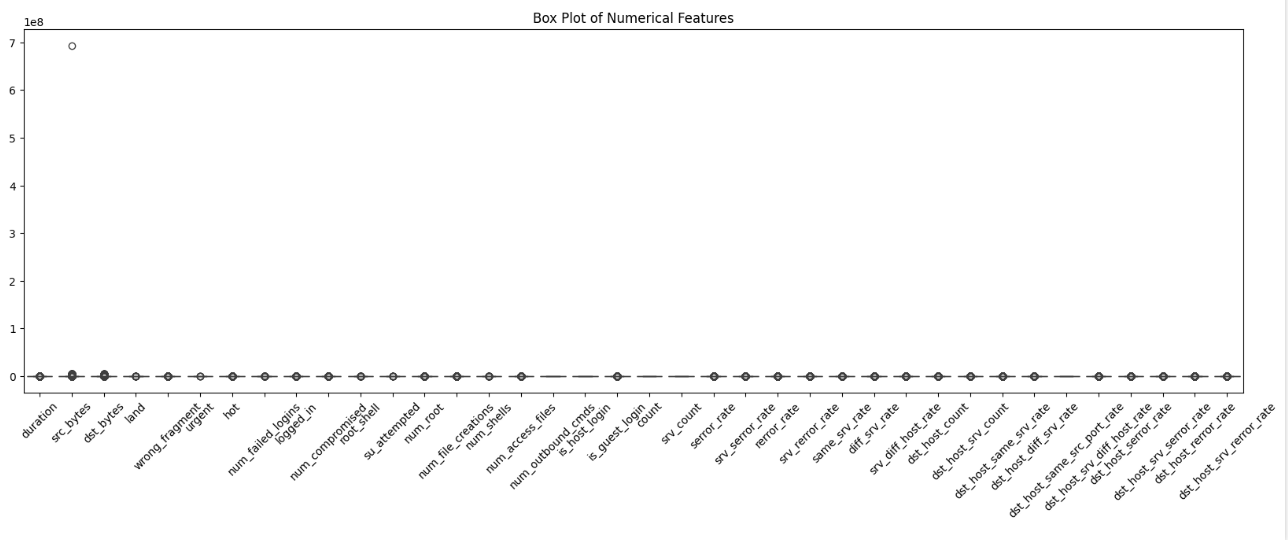 Box Plot of Numerical Features
1e8
7
6
5
4
3
2
1
0
duration
src_bytes
dst_bytes
land
wrong_fragment
urgent
hot
num_failed_logins
logged_in
num_compromised
root_shell
su_attempted
num_root
num_file_creations
num_shells
num_access_files
num_outbound_cmds
is_host_login
is_guest_login
count
srv_count
serror_rate
srv_serror_rate
rerror_rate
srv_rerror_rate
same_srv_rate
diff_srv_rate
srv_diff_host_rate
dst_host_count
dst_host_srv_count
dst_host_same_srv_rate
dst_host_diff_srv_rate
dst_host_same_src_port_rate
dst_host_srv_diff_host_rate
dst_host_serror_rate
dst_host_srv_serror_rate
dst_host_rerror_rate
dst_host_srv_rerror_rate